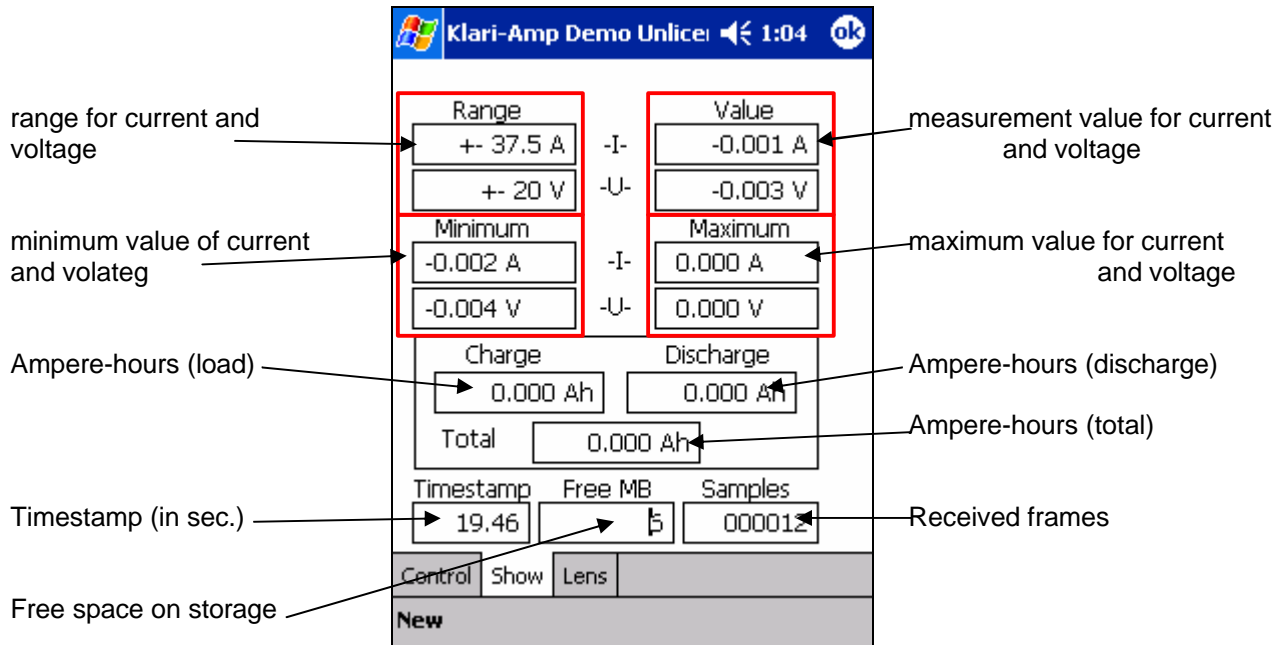 Klari-Amp Demo Unlice 1:04 ok
range for current and
voltage
Range
Value
measurement value for current
and voltage
+- 37.5 A -I- -0.001 A
+- 20 V -U- -0.003 V
minimum value of current
and volateg
Minimum
Maximum
maximum value for current
and voltage
-0.002 A -I- 0.000 A
-0.004 V -U- 0.000 V
Ampere-hours (load)
Charge
Discharge
Ampere-hours (discharge)
0.000 Ah 0.000 Ah
Total 0.000 Ah
Ampere-hours (total)
Timestamp Free MB Samples
Timestamp (in sec.)
19.46 5 000012
Received frames
Control Show Lens
Free space on storage
New